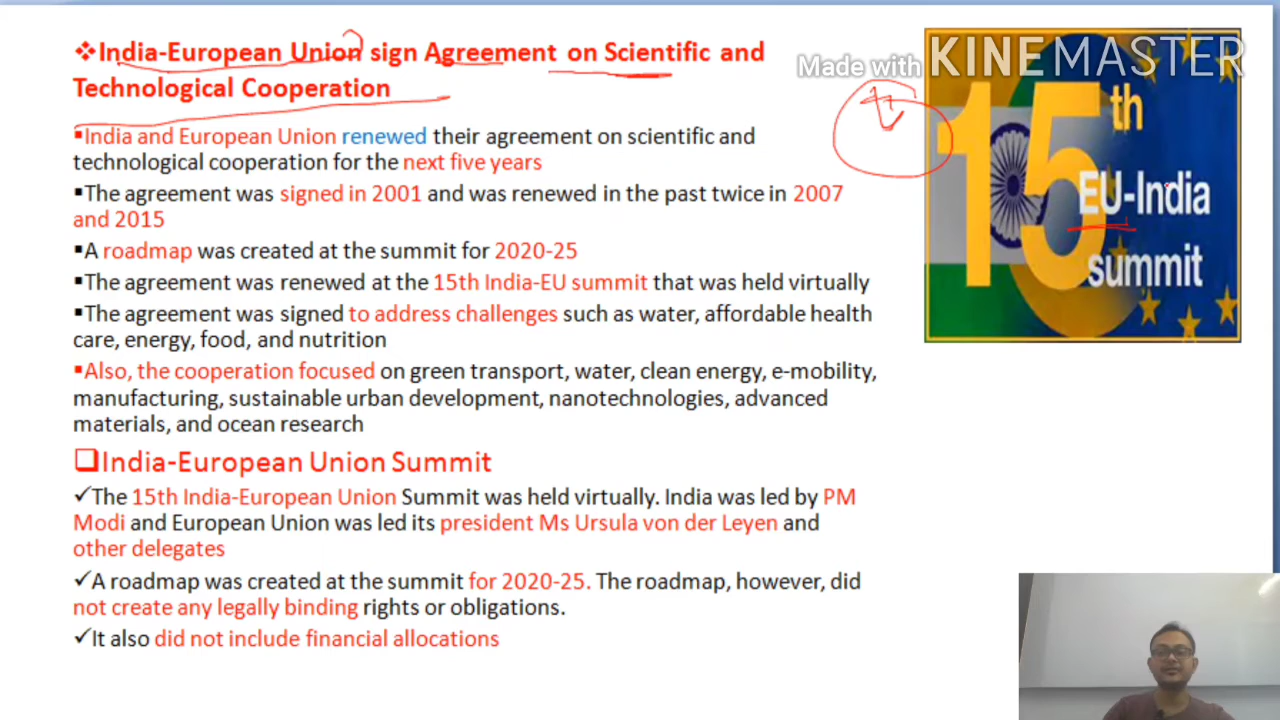 ❖India-European Union sign Agreement on Scientific and
Technological Cooperation
▪India and European Union renewed their agreement on scientific and
technological cooperation for the next five years
▪The agreement was signed in 2001 and was renewed in the past twice in 2007
and 2015
▪A roadmap was created at the summit for 2020-25
▪The agreement was renewed at the 15th India-EU summit that was held virtually
▪The agreement was signed to address challenges such as water, affordable health
care, energy, food, and nutrition
▪Also, the cooperation focused on green transport, water, clean energy, e-mobility,
manufacturing, sustainable urban development, nanotechnologies, advanced
materials, and ocean research
❑India-European Union Summit
✓The 15th India-European Union Summit was held virtually. India was led by PM
Modi and European Union was led its president Ms Ursula von der Leyen and
other delegates
✓A roadmap was created at the summit for 2020-25. The roadmap, however, did
not create any legally binding rights or obligations.
✓It also did not include financial allocations
Made with KINEMASTER
15th
EU-India
summit